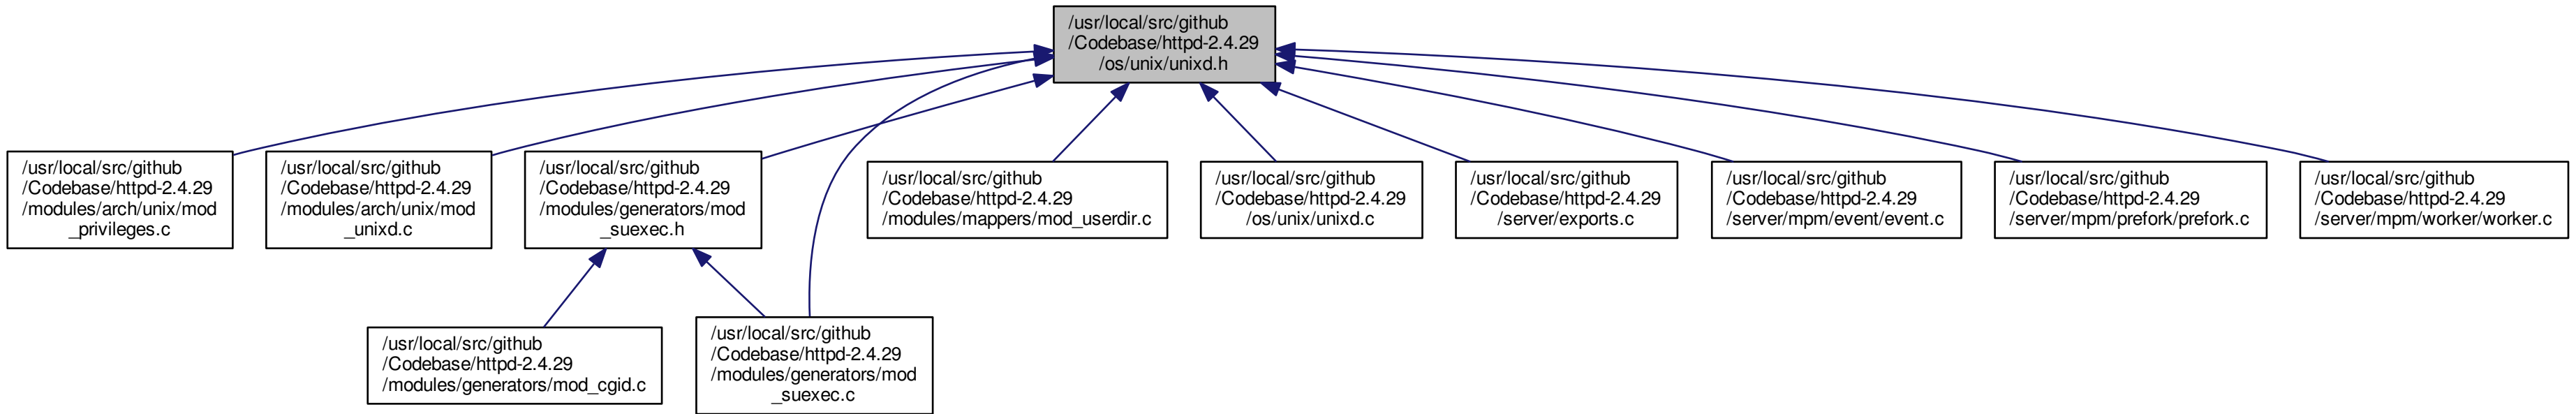 /usr/local/src/github
/Codebase/httpd-2.4.29
/os/unix/unixd.h
/usr/local/src/github
/Codebase/httpd-2.4.29
/modules/arch/unix/mod
_privileges.c
/usr/local/src/github
/Codebase/httpd-2.4.29
/modules/arch/unix/mod
_unixd.c
/usr/local/src/github
/Codebase/httpd-2.4.29
/modules/generators/mod
_suexec.h
/usr/local/src/github
/Codebase/httpd-2.4.29
/modules/mappers/mod_userdir.c
/usr/local/src/github
/Codebase/httpd-2.4.29
/os/unix/unixd.c
/usr/local/src/github
/Codebase/httpd-2.4.29
/server/exports.c
/usr/local/src/github
/Codebase/httpd-2.4.29
/server/mpm/event/event.c
/usr/local/src/github
/Codebase/httpd-2.4.29
/server/mpm/prefork/prefork.c
/usr/local/src/github
/Codebase/httpd-2.4.29
/server/mpm/worker/worker.c
/usr/local/src/github
/Codebase/httpd-2.4.29
/modules/generators/mod_cgid.c
/usr/local/src/github
/Codebase/httpd-2.4.29
/modules/generators/mod
_suexec.c